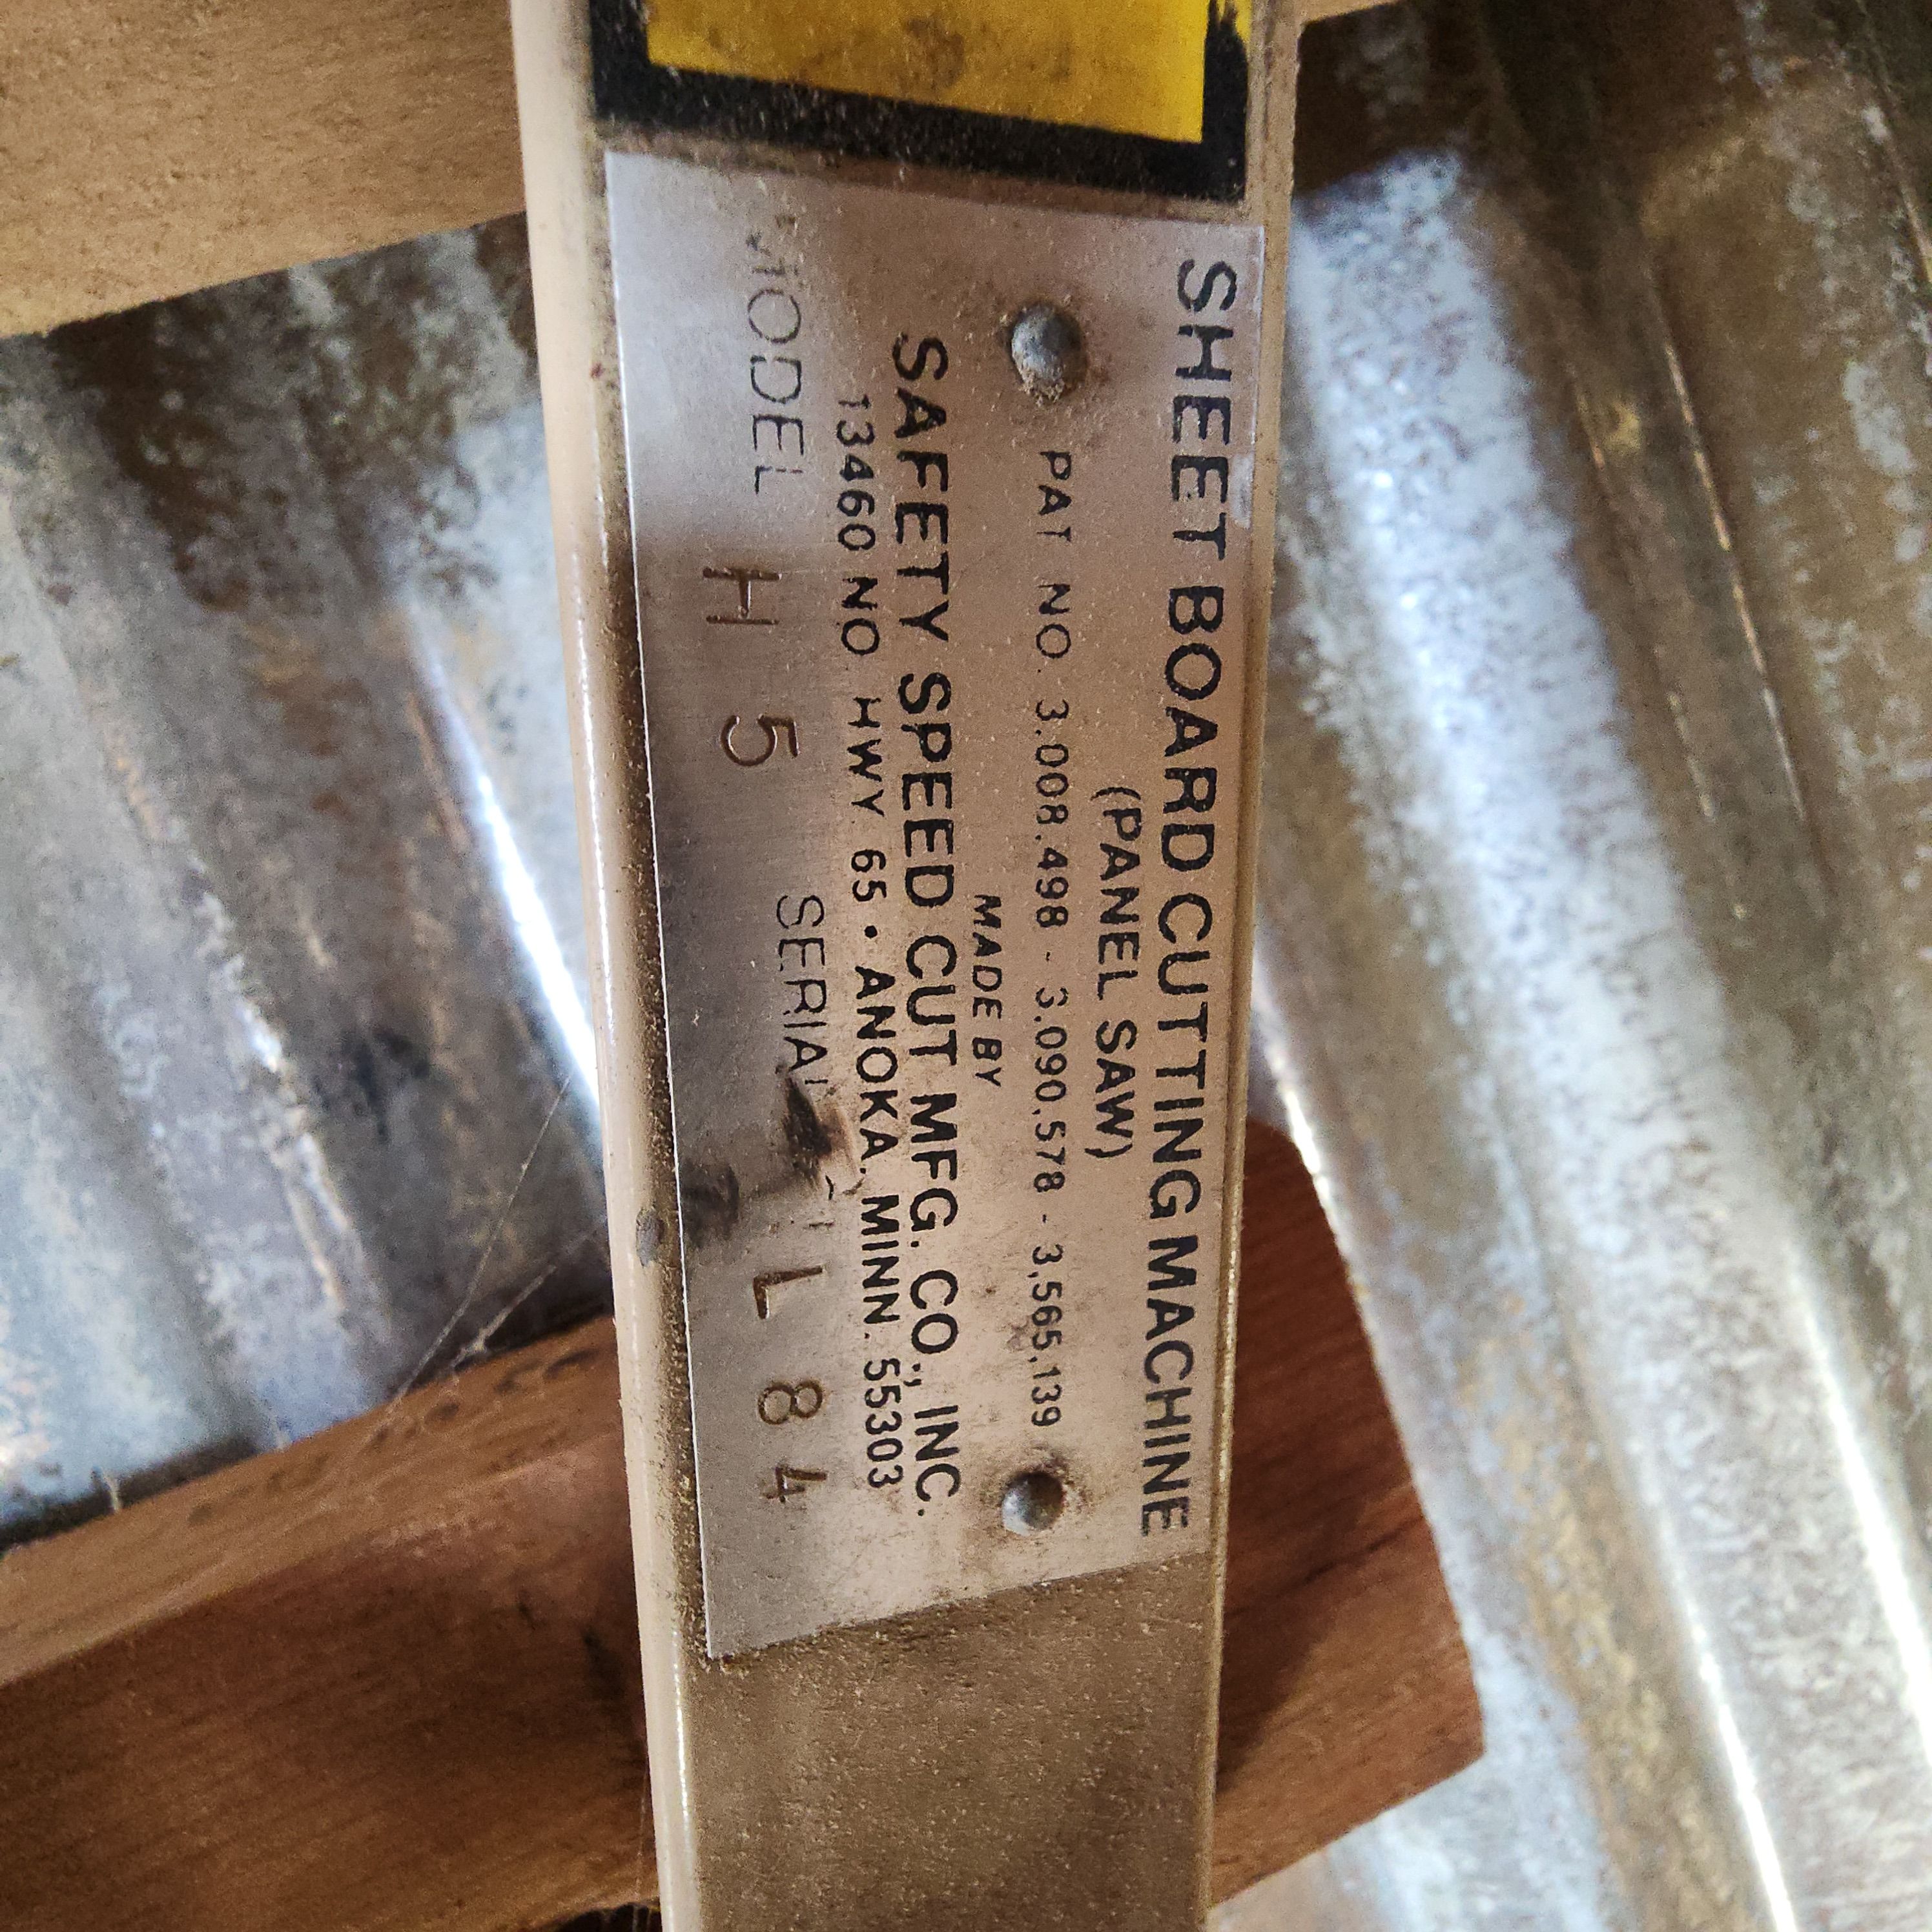 SHEET BOARD CUTTING MACHINE
(PANEL SAW)
PAT NO. 3.008.498 - 3.090.578 - 3,565,139
MADE BY
SAFETY SPEED CUT MFG. CO., INC.
13460 NO HWY 65 • ANOKA, MINN. 55303
MODEL H 5 SERIAL L 84